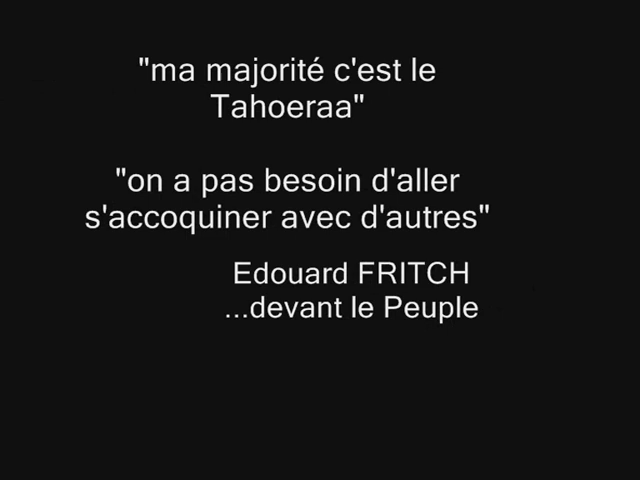 "ma majorité c'est le
Tahoeraa"
"on a pas besoin d'aller
s'accoquiner avec d'autres"
Edouard FRITCH
...devant le Peuple